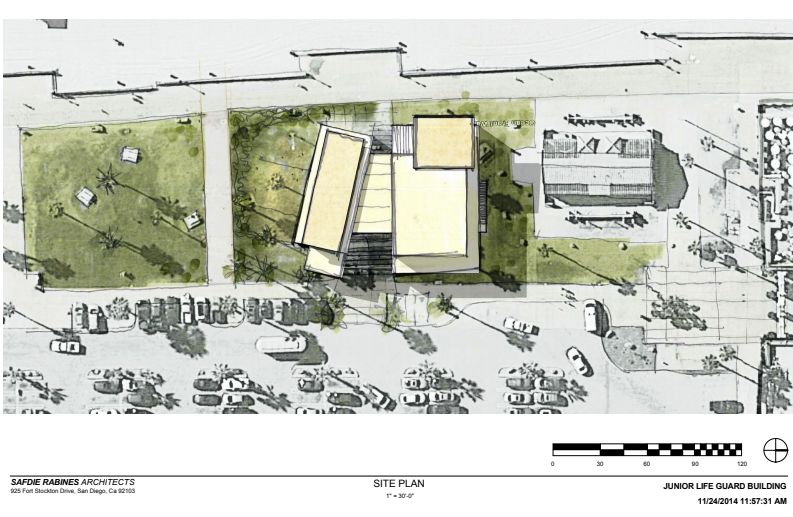 0 30 60 90 120
SAFDIE RABINES ARCHITECTS
925 Fort Stockton Drive, San Diego, Ca 92103
SITE PLAN
1" = 30'-0"
JUNIOR LIFE GUARD BUILDING
11/24/2014 11:57:31 AM